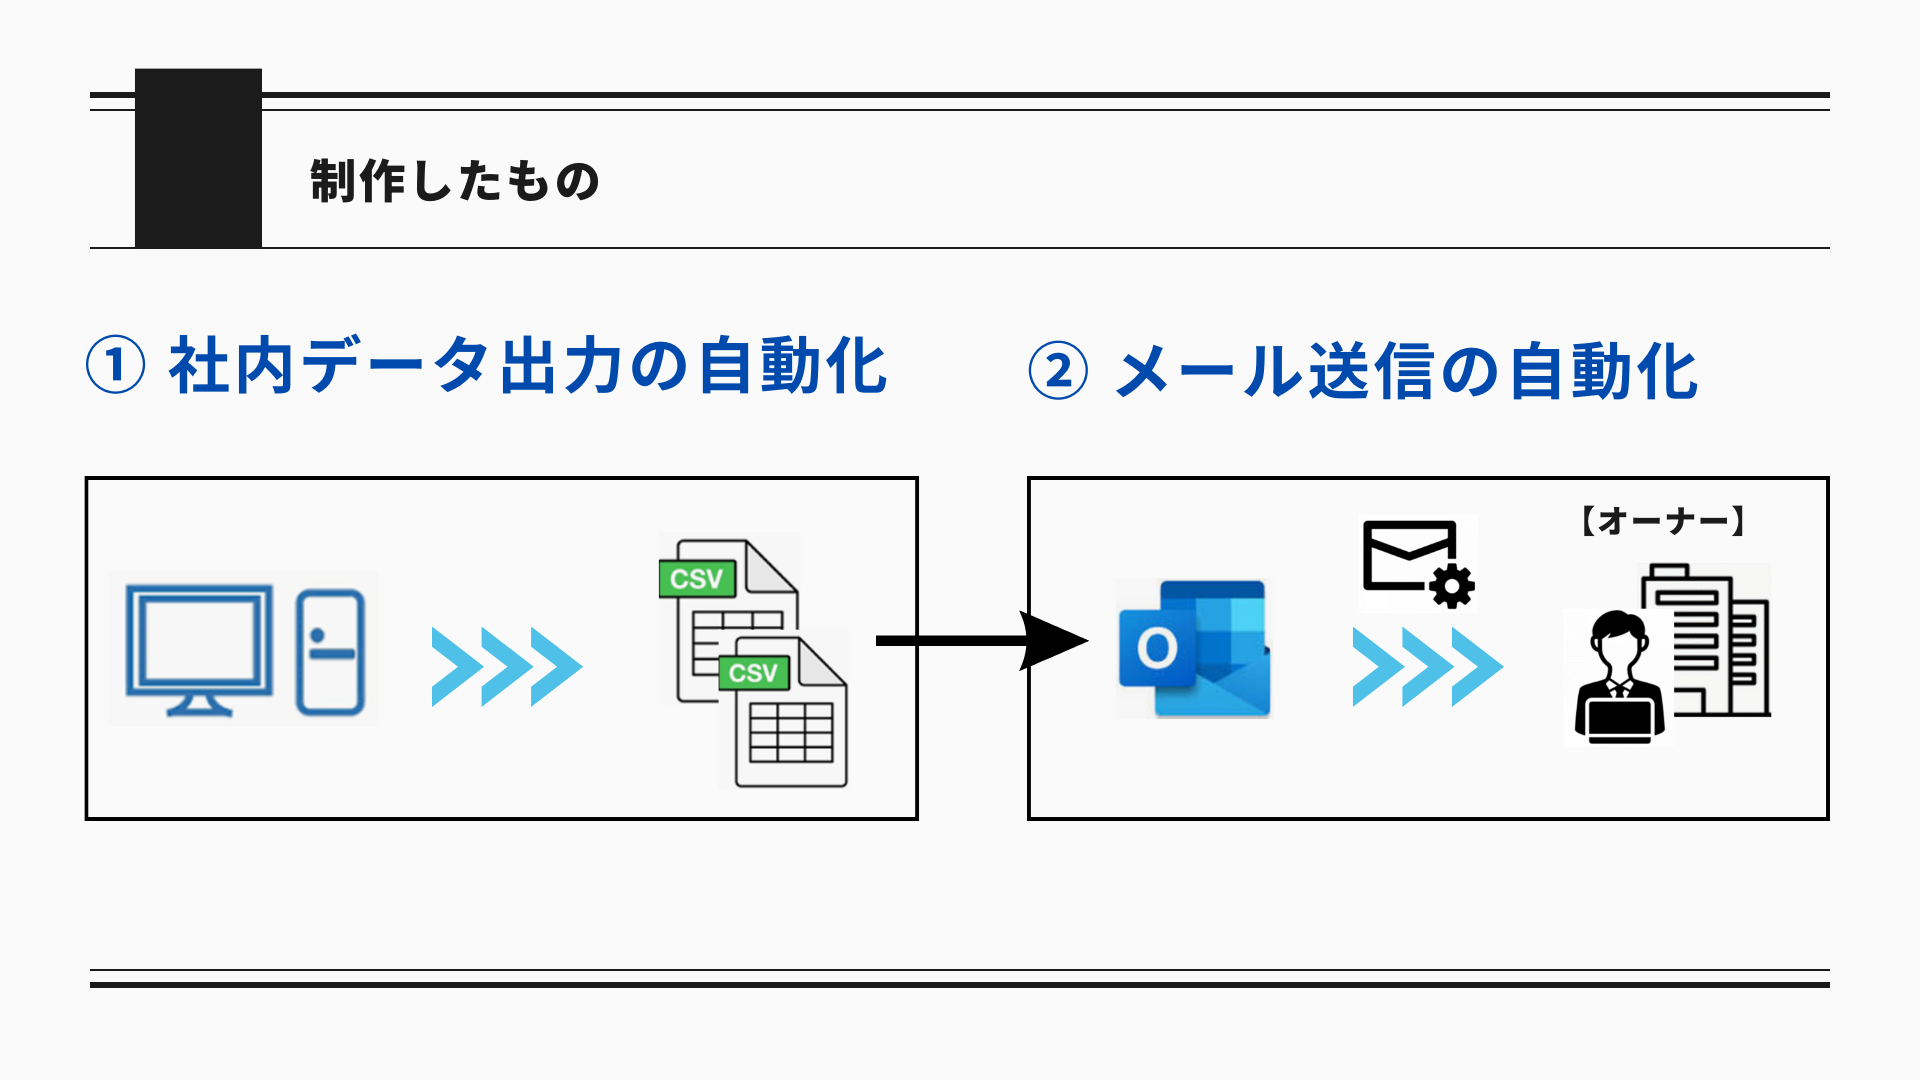 制作したもの
① 社内データ出力の自動化
② メール送信の自動化
【オーナー】
CSV
CSV
O